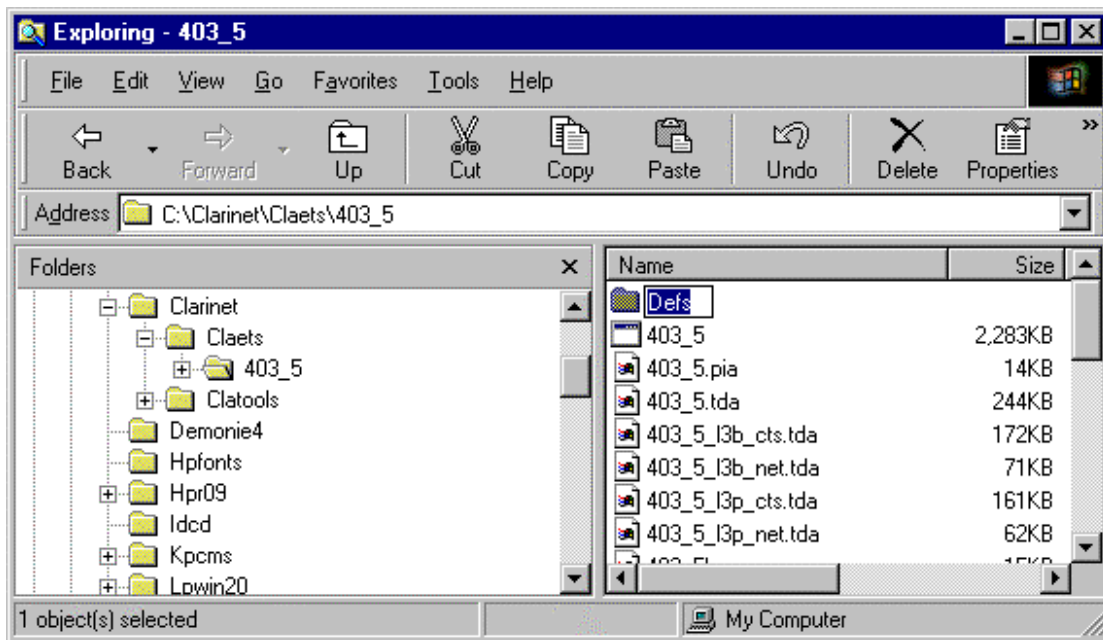 Exploring - 403_5
File Edit View Go Favorites Tools Help
Back Forward Up Cut Copy Paste Undo Delete Properties »
Address C:\Clarinet\Claets\403_5
Folders
Clarinet
Claets
403_5
Clatools
Demonie4
Hpfonts
Hpr09
Idcd
Kpcms
Lpwin20
Name Size
Defs
403_5 2,283KB
403_5.pia 14KB
403_5.tda 244KB
403_5_l3b_cts.tda 172KB
403_5_l3b_net.tda 71KB
403_5_l3p_cts.tda 161KB
403_5_l3p_net.tda 62KB
1 object(s) selected
My Computer